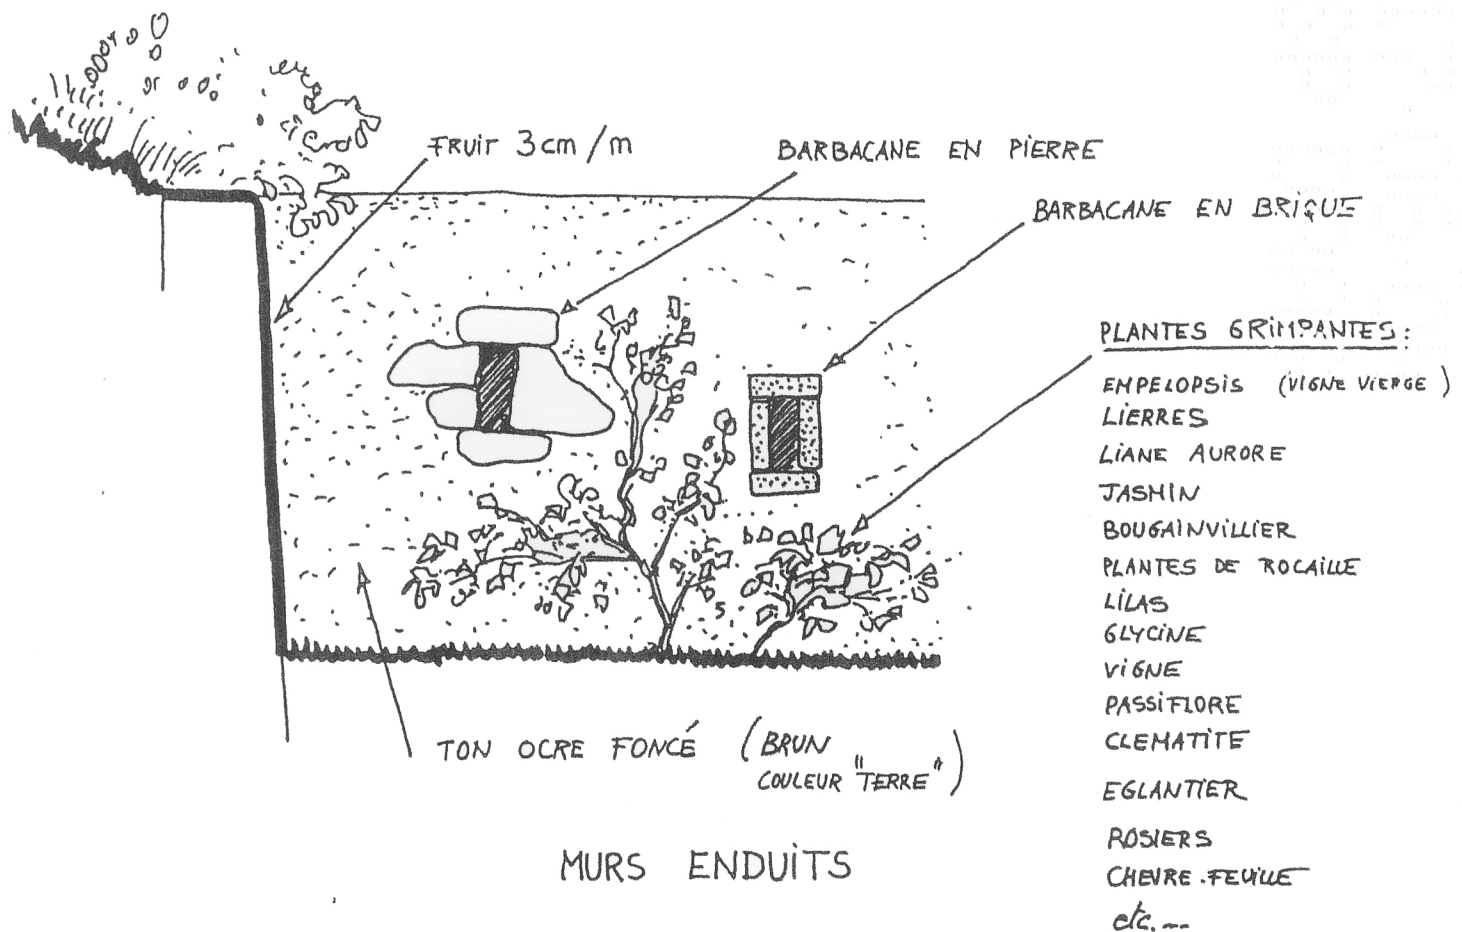 FRUIT 3cm/m
BARBACANE EN PIERRE
BARBACANE EN BRIQUE
PLANTES GRIMPANTES :
EMPELOPSIS (VIGNE VIERGE)
LIERRES
LIANE AURORE
JASMIN
BOUGAINVILLIER
PLANTES DE ROCAILLE
LILAS
GLYCINE
VIGNE
PASSIFLORE
CLEMATITE
EGLANTIER
ROSIERS
CHEVRE-FEUILLE
etc.---
TON OCRE FONCÉ (BRUN
COULEUR "TERRE")
MURS ENDUITS